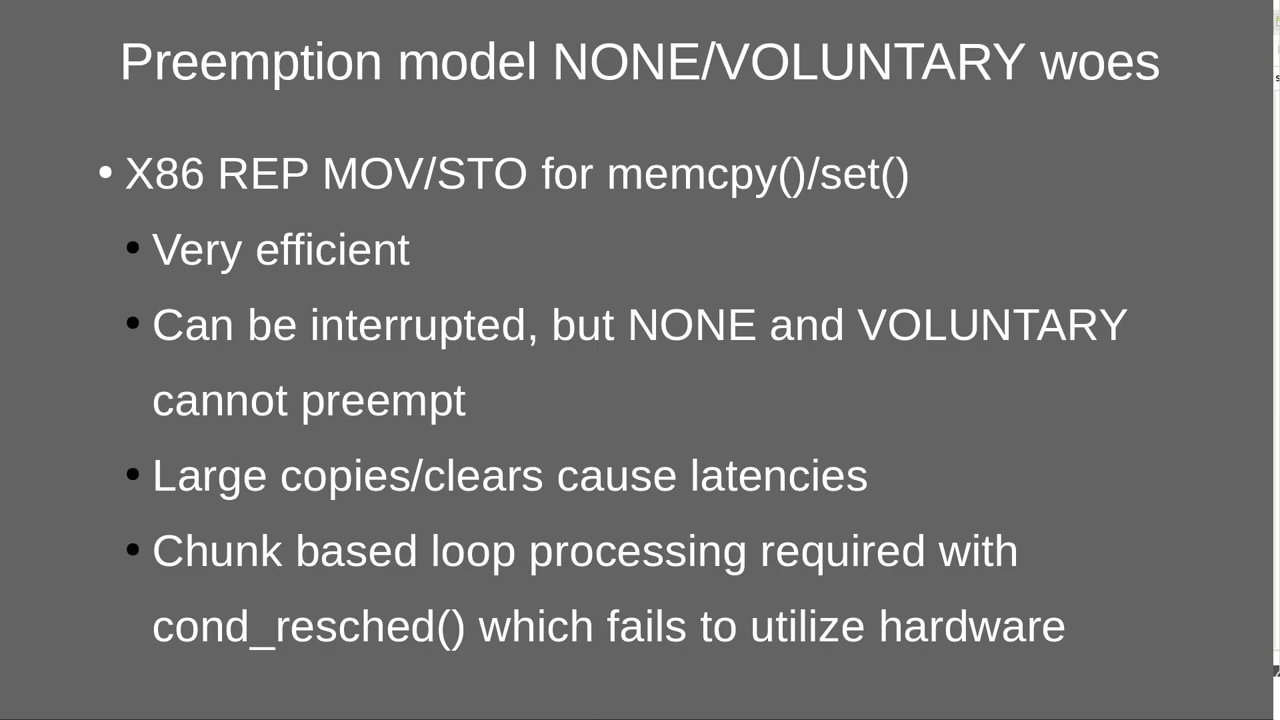 Preemption model NONE/VOLUNTARY woes
• X86 REP MOV/STO for memcpy()/set()
• Very efficient
• Can be interrupted, but NONE and VOLUNTARY
cannot preempt
• Large copies/clears cause latencies
• Chunk based loop processing required with
cond_resched() which fails to utilize hardware